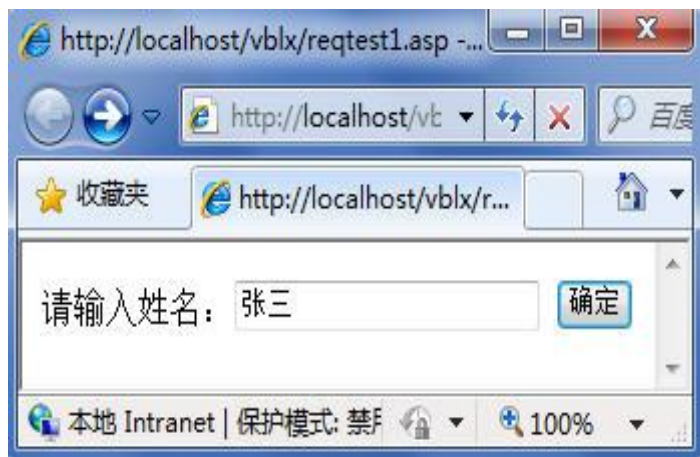 http://localhost/vblx/reqtest1.asp -...
http://localhost/vb
百度
收藏夹
http://localhost/vblx/r...
请输入姓名：张三 确定
本地 Intranet | 保护模式: 禁 100%